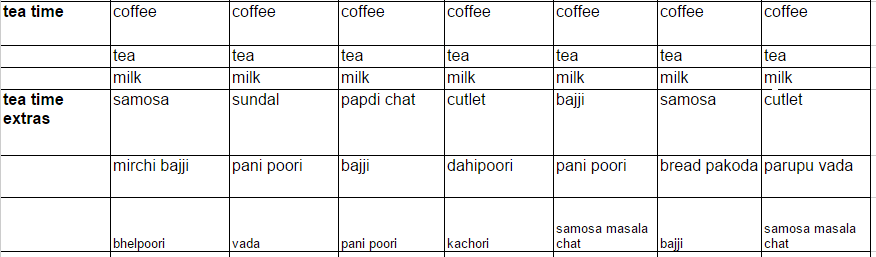 tea time coffee coffee coffee coffee coffee coffee coffee
tea tea tea tea tea tea tea
milk milk milk milk milk milk milk
tea time samosa sundal papdi chat cutlet bajji samosa cutlet
extras
mirchi bajji pani poori bajji dahipoori pani poori bread pakoda parupu vada
samosa masala samosa masala
bhelpoori vada pani poori kachori chat bajji chat